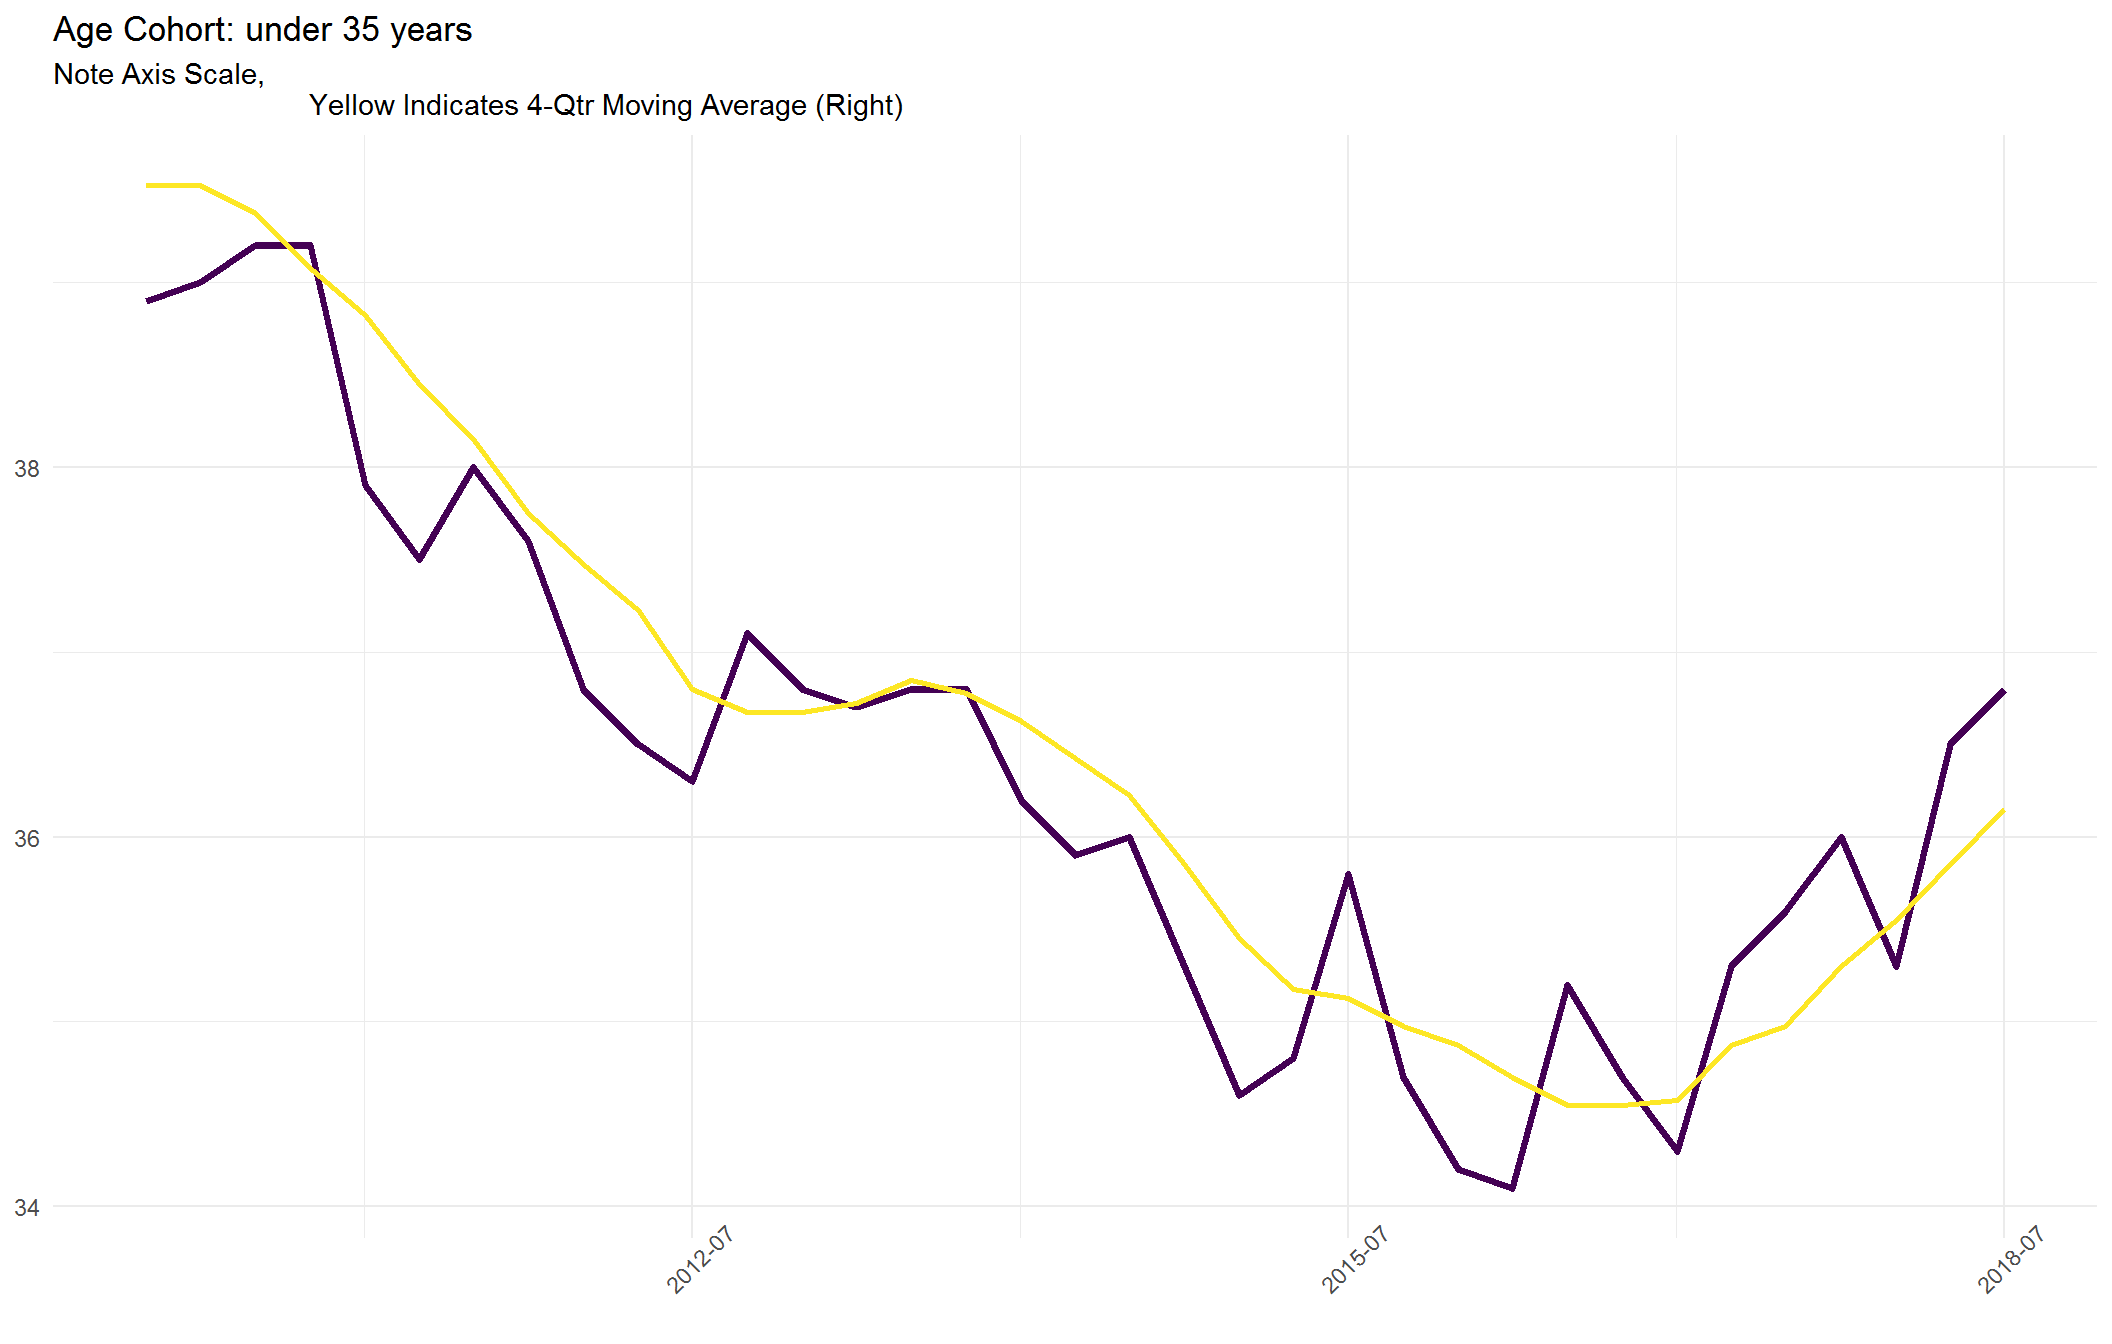 Age Cohort: under 35 years
Note Axis Scale,
Yellow Indicates 4-Qtr Moving Average (Right)
38
36
34
2012-07
2015-07
2018-07